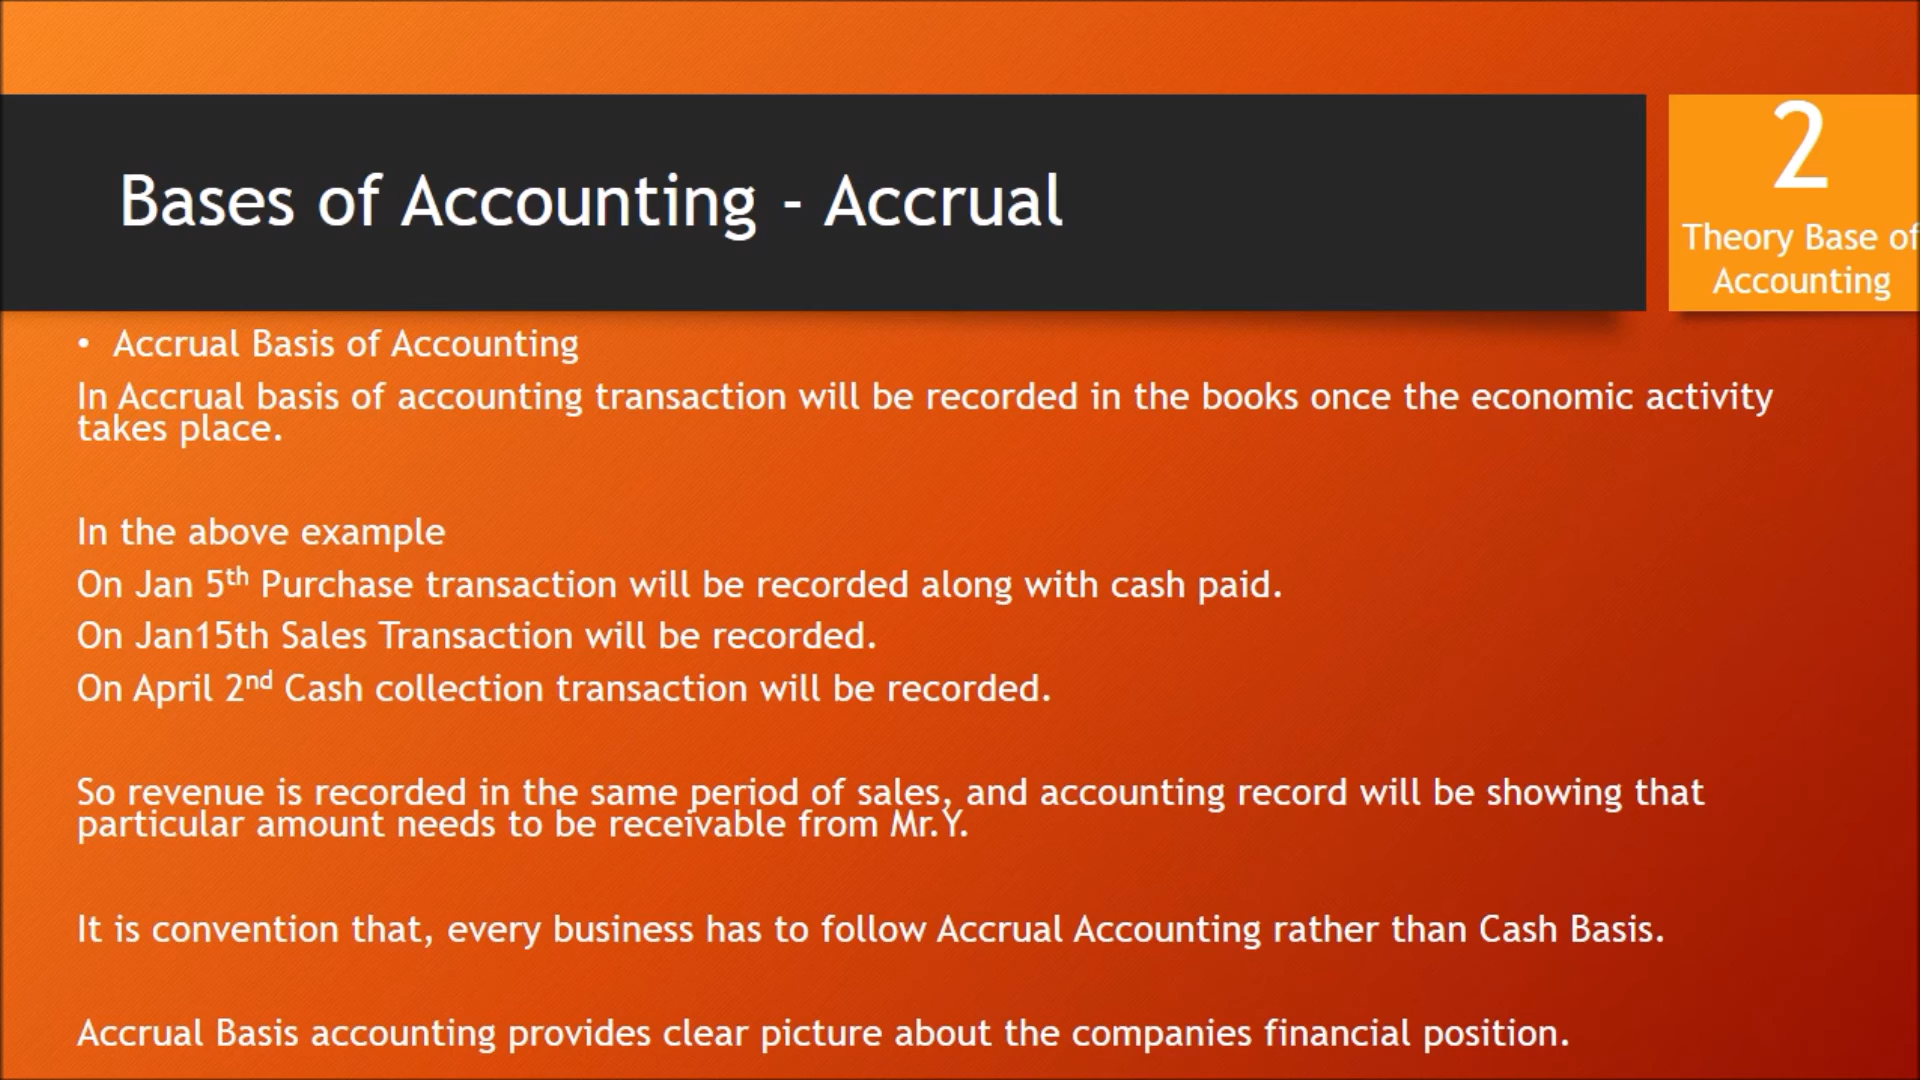 Bases of Accounting - Accrual
2
Theory Base of
Accounting
• Accrual Basis of Accounting
In Accrual basis of accounting transaction will be recorded in the books once the economic activity
takes place.
In the above example
On Jan 5th Purchase transaction will be recorded along with cash paid.
On Jan15th Sales Transaction will be recorded.
On April 2nd Cash collection transaction will be recorded.
So revenue is recorded in the same period of sales, and accounting record will be showing that
particular amount needs to be receivable from Mr.Y.
It is convention that, every business has to follow Accrual Accounting rather than Cash Basis.
Accrual Basis accounting provides clear picture about the companies financial position.